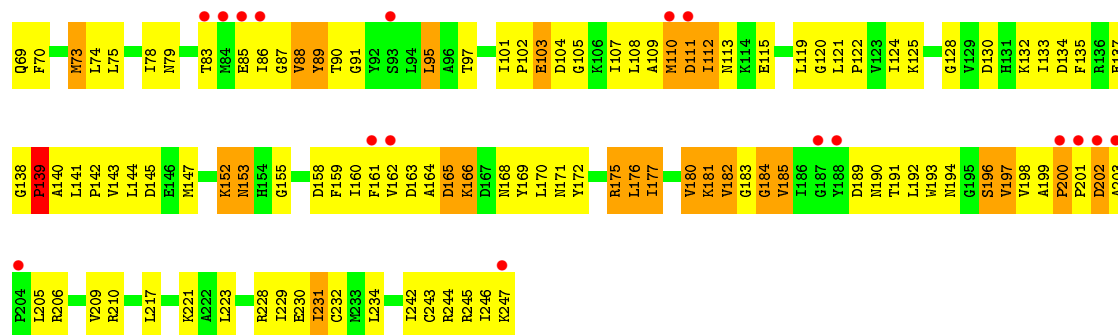 Q69 F70 M73 L74 L75 I78 N79 T83 M84 E85 I86 G87 V88 Y89 T90 G91 Y92 S93 L94 L95 A96 T97 I101 P102 E103 D104 G105 K106 I107 L108 A109 M110 D111 I112 N113 K114 E115 L119 G120 L121 P122 V123 I124 K125 G128 V129 D130 H131 K132 I133 D134 F135 R136 E137
G138 P139 A140 L141 P142 V143 L144 D145 E146 M147 K152 N153 H154 G155 D158 F159 I160 F161 V162 D163 A164 D165 K166 D167 N168 Y169 L170 N171 Y172 R175 L176 I177 V180 K181 V182 G183 G184 V185 I186 G187 V188 D189 N190 T191 L192 W193 N194 G195 S196 V197 V198 A199 P200 P201 D202 A203
P204 L205 R206 V209 R210 L217 K221 A222 L223 R228 I229 E230 I231 C232 M233 L234 I242 C243 R244 R245 I246 K247